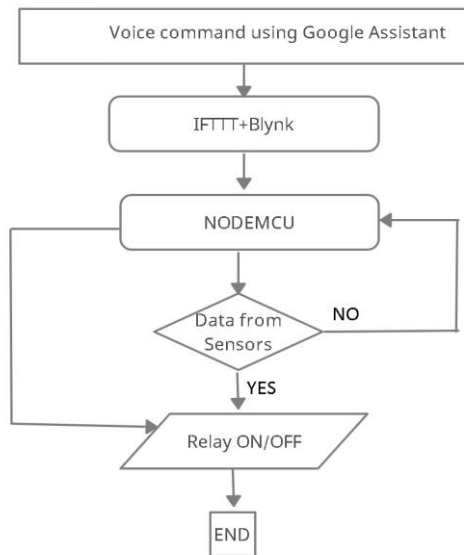 Voice command using Google Assistant
IFTTT+Blynk
NODEMCU
Data from
Sensors
NO
YES
Relay ON/OFF
END